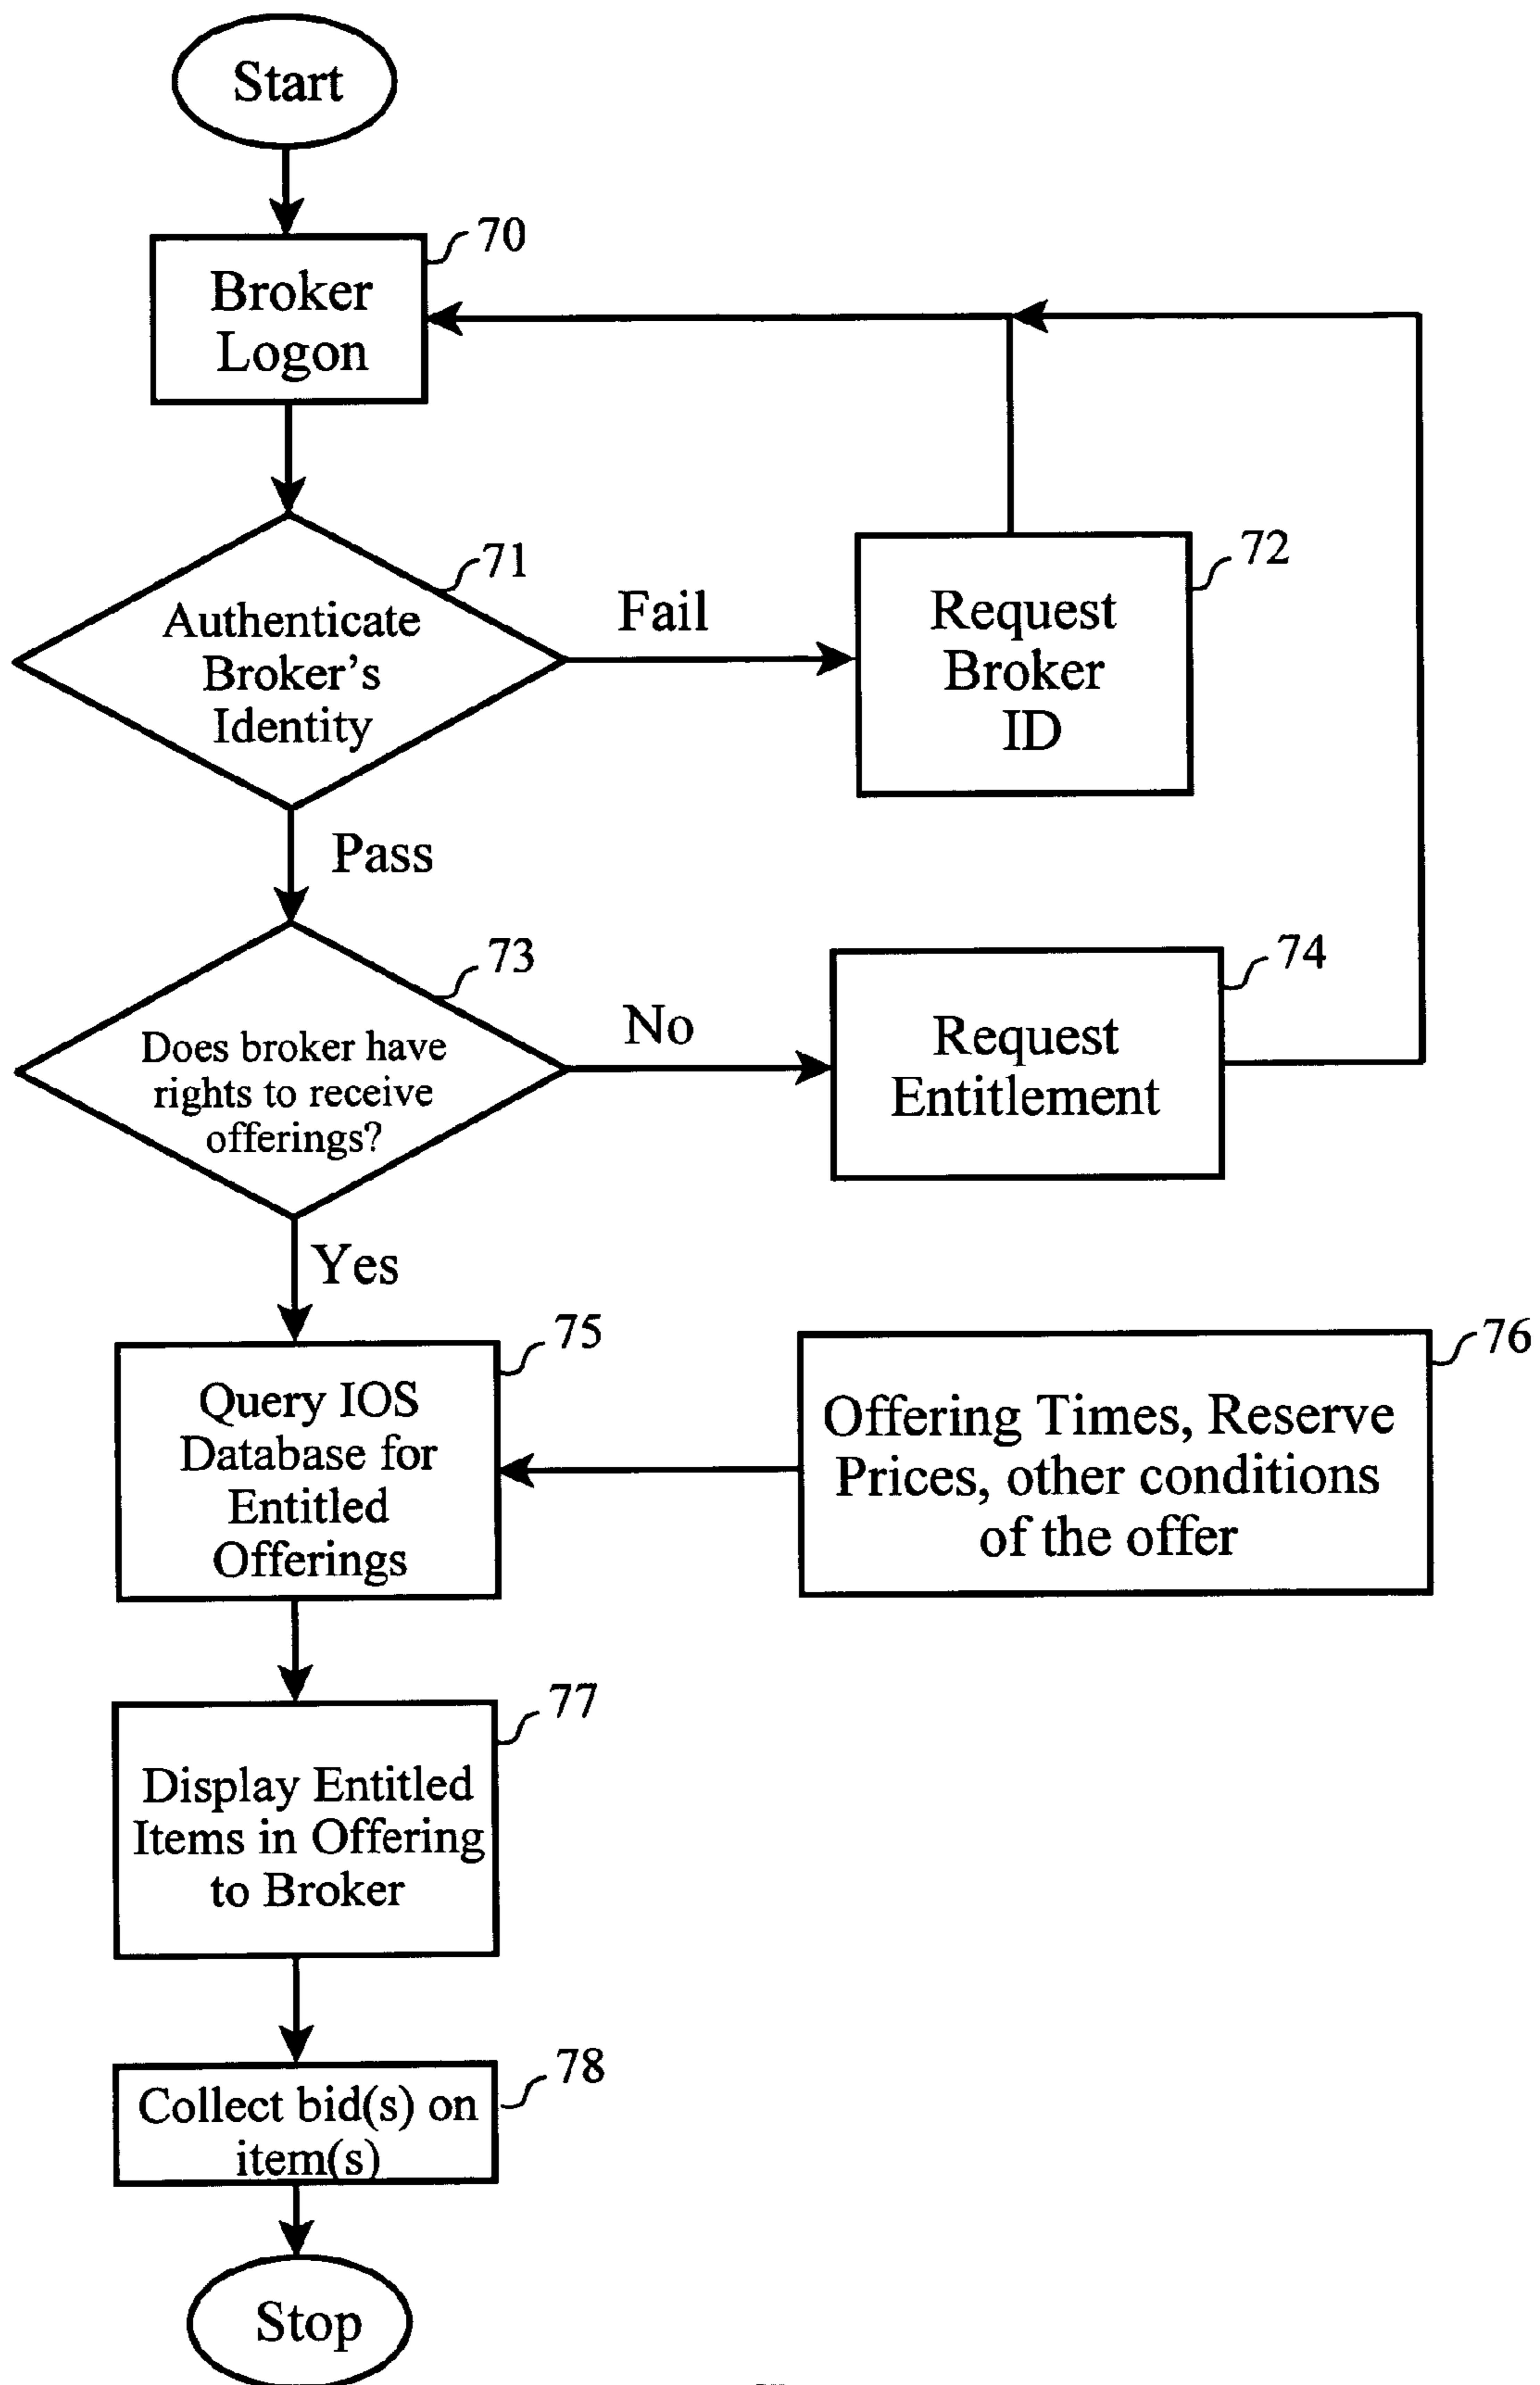 Start
70
Broker
Logon
71
Authenticate
Broker's
Identity
Fail
72
Request
Broker
ID
Pass
73
Does broker have
rights to receive
offerings?
No
74
Request
Entitlement
Yes
75
Query IOS
Database for
Entitled
Offerings
76
Offering Times, Reserve
Prices, other conditions
of the offer
77
Display Entitled
Items in Offering
to Broker
78
Collect bid(s) on
item(s)
Stop